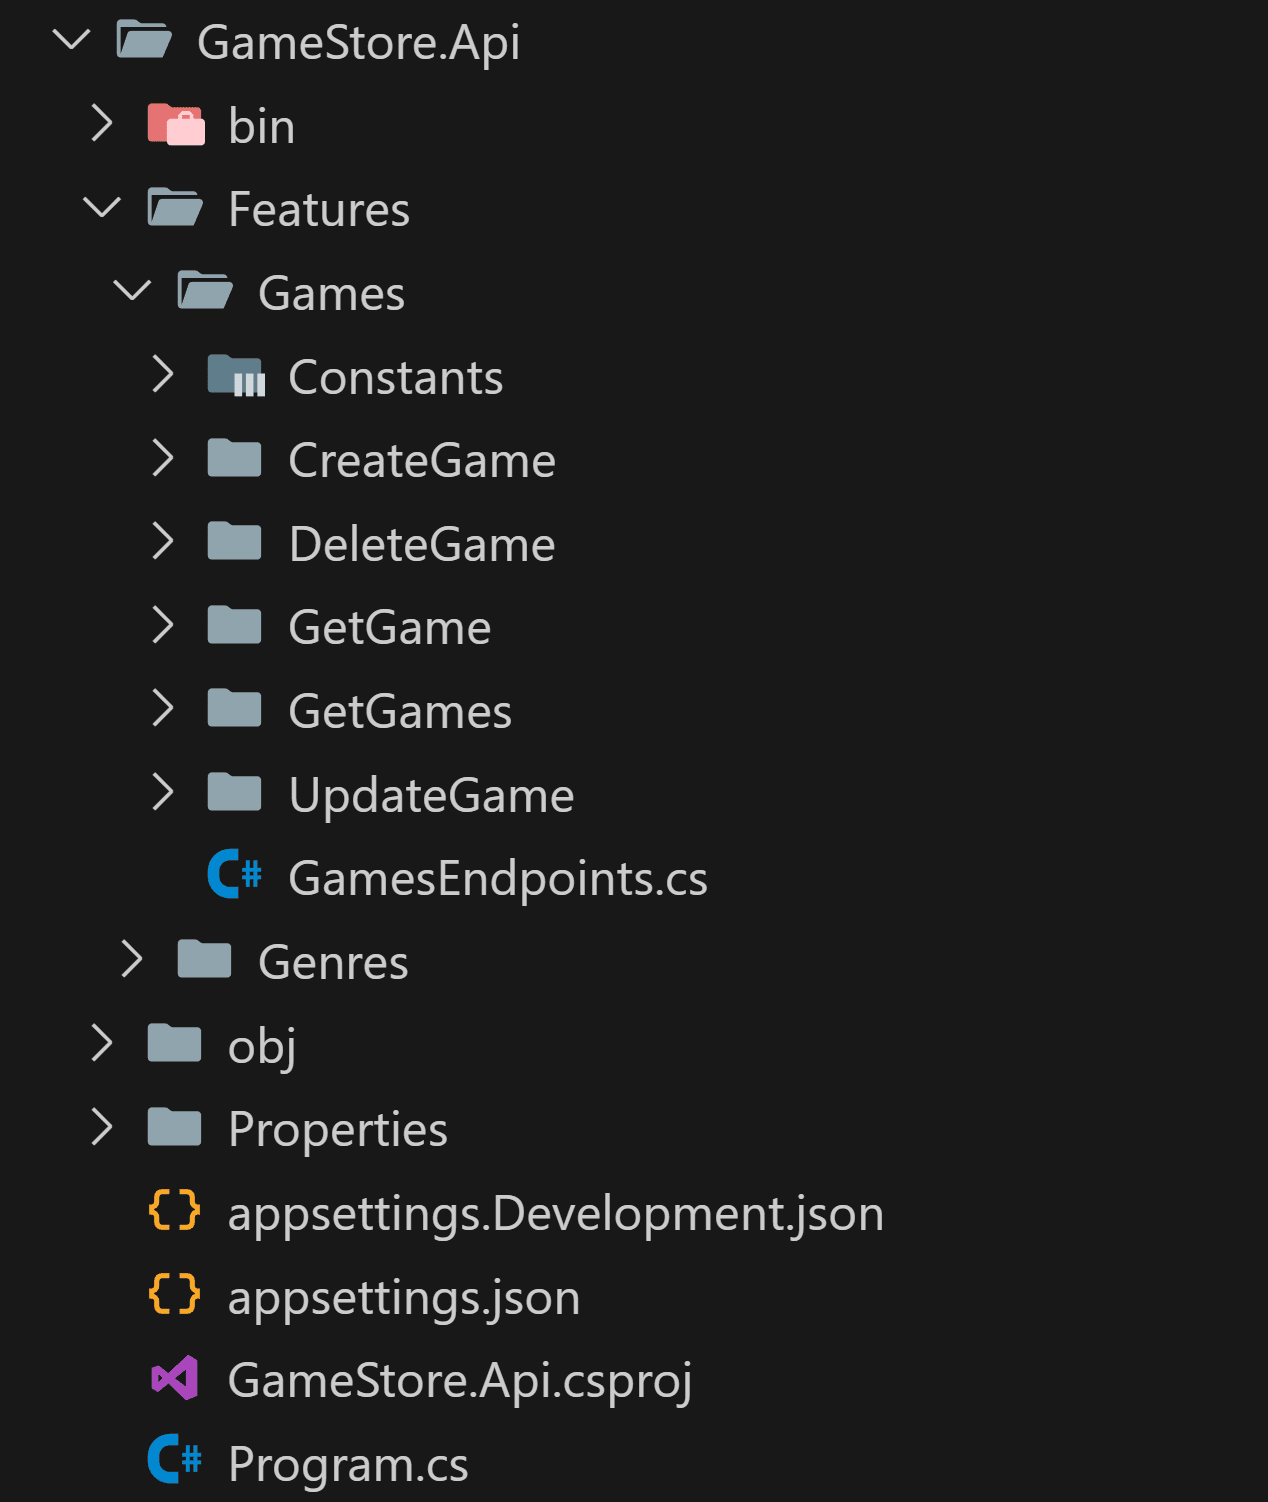 GameStore.Api
bin
Features
Games
Constants
CreateGame
DeleteGame
GetGame
GetGames
UpdateGame
GamesEndpoints.cs
Genres
obj
Properties
appsettings.Development.json
appsettings.json
GameStore.Api.csproj
Program.cs